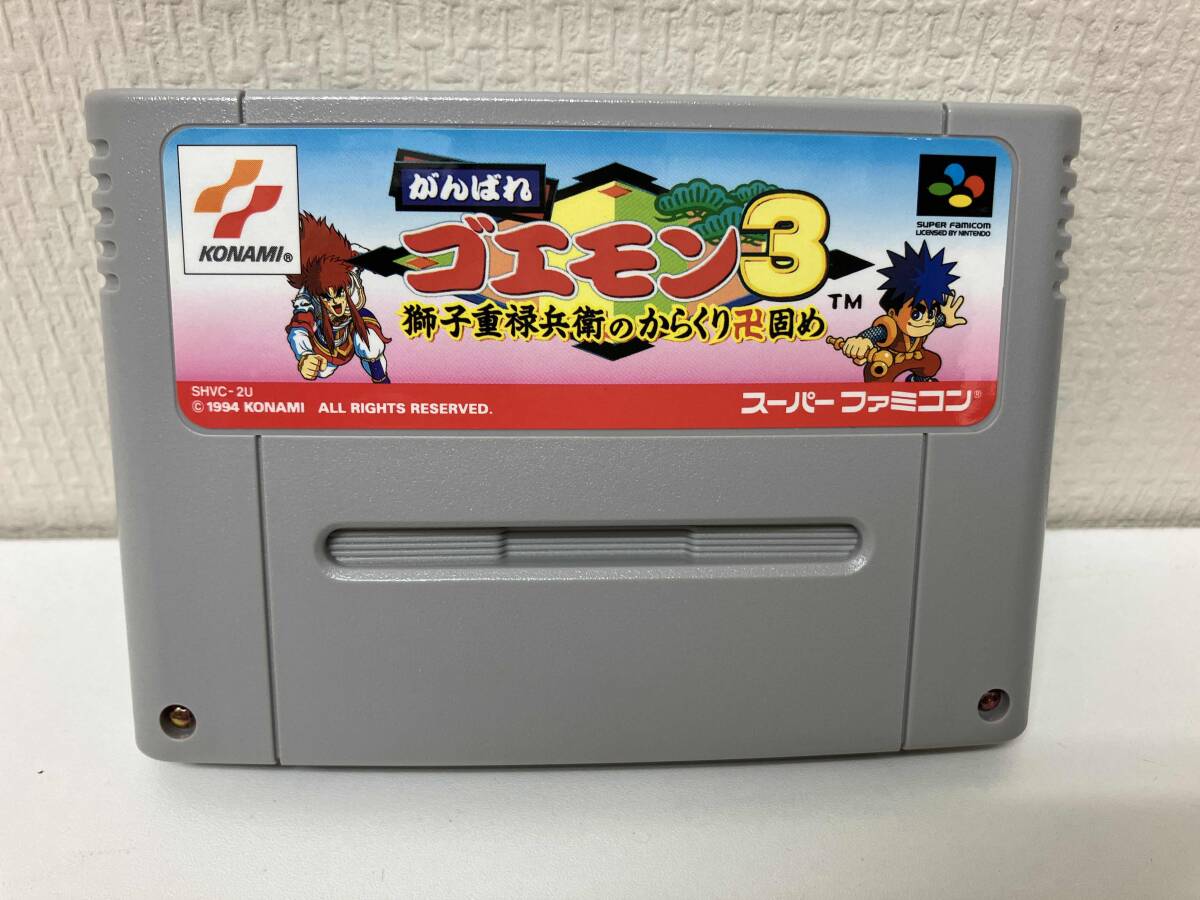 KONAMI®
がんばれ
ゴエモン3
TM
獅子重禄兵衛のからくり卍固め
SUPER FAMICOM
LICENSED BY NINTENDO
SHVC-2U
© 1994 KONAMI ALL RIGHTS RESERVED.
スーパーファミコン®